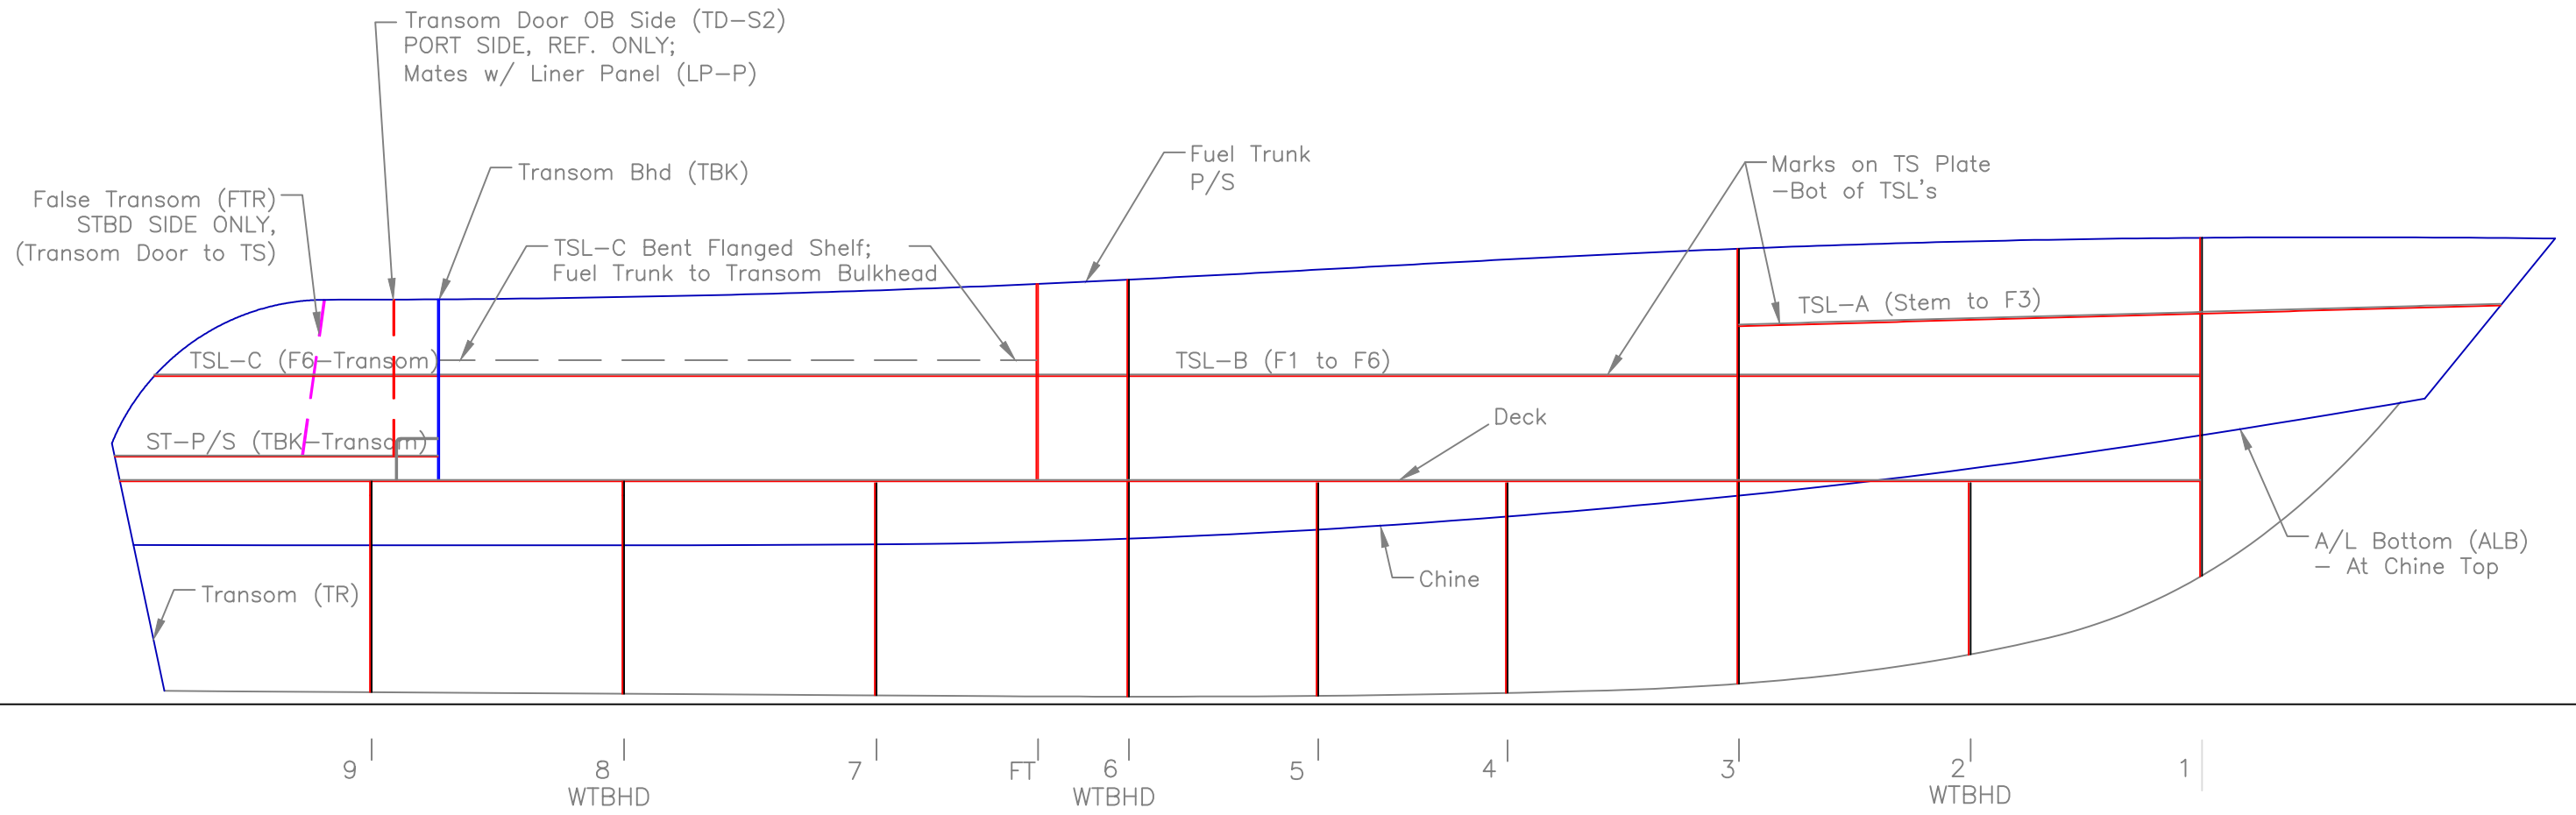 Transom Door OB Side (TD-S2)
PORT SIDE, REF. ONLY;
Mates w/ Liner Panel (LP-P)
Fuel Trunk
P/S
Marks on TS Plate
-Bot of TSL's
Transom Bhd (TBK)
False Transom (FTR)
STBD SIDE ONLY,
(Transom Door to TS)
TSL-C Bent Flanged Shelf;
Fuel Trunk to Transom Bulkhead
TSL-A (Stem to F3)
TSL-C (F6-Transom)
TSL-B (F1 to F6)
Deck
ST-P/S (TBK-Transom)
A/L Bottom (ALB)
- At Chine Top
Chine
Transom (TR)
9
8
WTBHD
7
FT
6
WTBHD
5
4
3
2
WTBHD
1